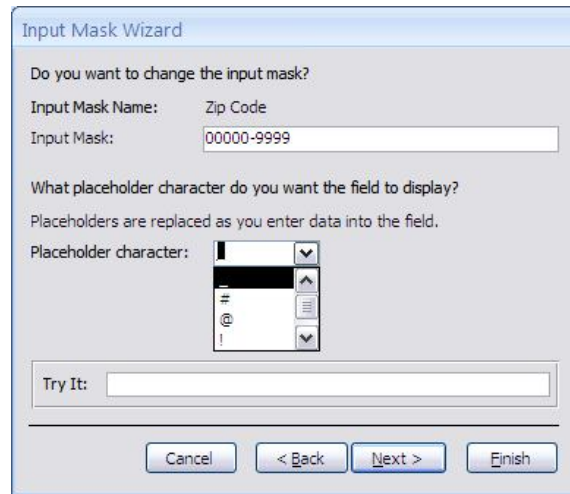 Input Mask Wizard
Do you want to change the input mask?
Input Mask Name: Zip Code
Input Mask: 00000-9999
What placeholder character do you want the field to display?
Placeholders are replaced as you enter data into the field.
Placeholder character: _
_
#
@
!
Try It:
Cancel < Back Next > Finish